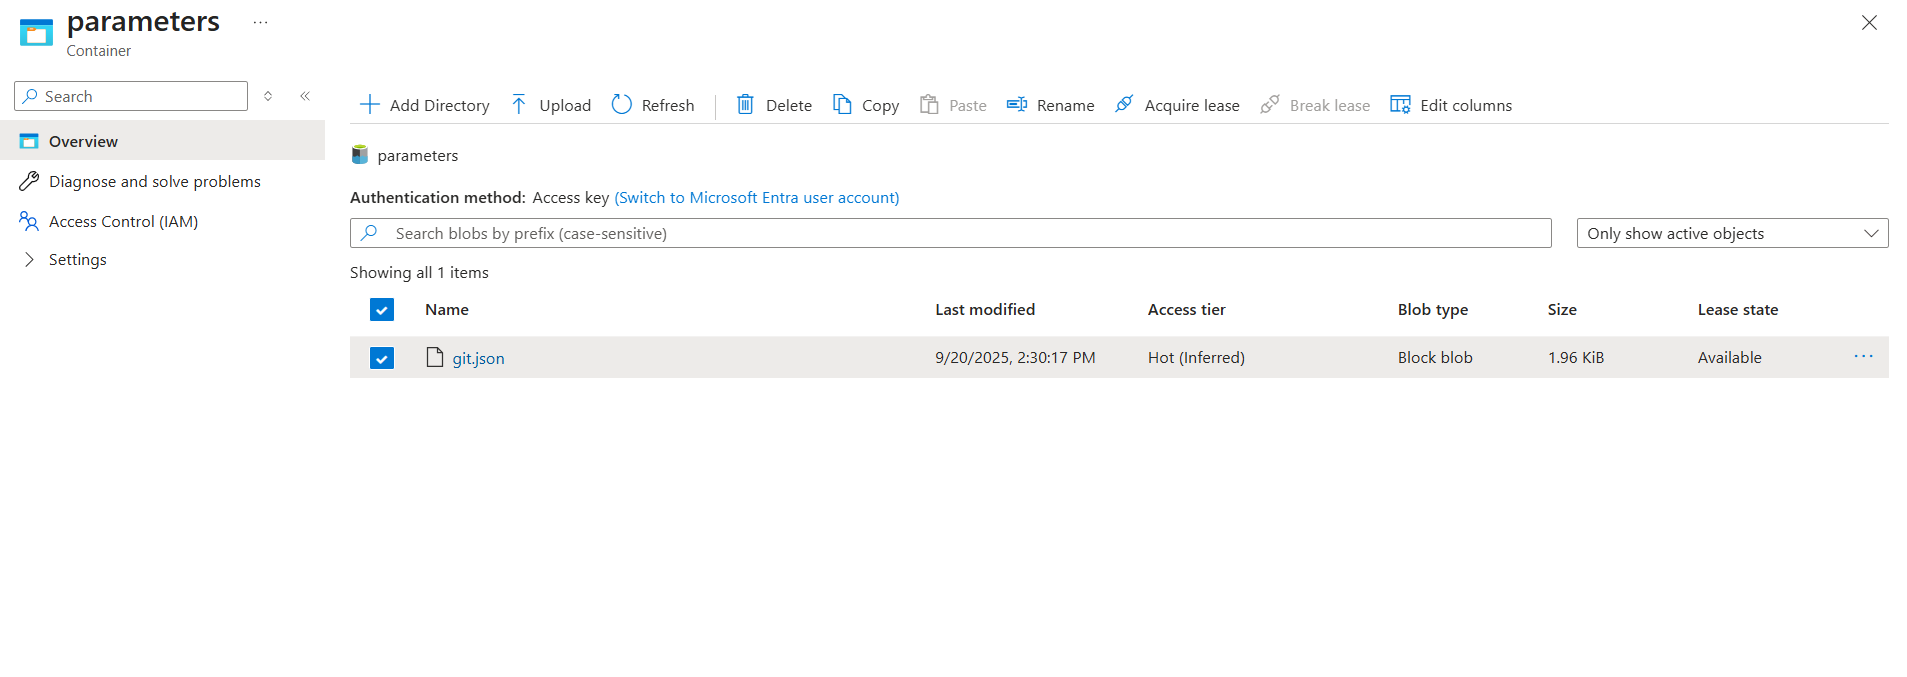 parameters ...
Container
Search
Add Directory Upload Refresh Delete Copy Paste Rename Acquire lease Break lease Edit columns
Overview
Diagnose and solve problems
Access Control (IAM)
Settings
parameters
Authentication method: Access key (Switch to Microsoft Entra user account)
Search blobs by prefix (case-sensitive) Only show active objects
Showing all 1 items
Name Last modified Access tier Blob type Size Lease state
git.json 9/20/2025, 2:30:17 PM Hot (Inferred) Block blob 1.96 KiB Available ...